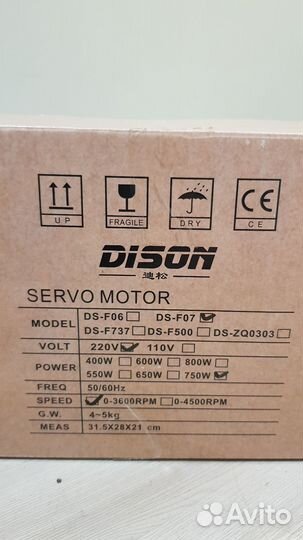 UP
FRAGILE
DRY
CE
CE
DISON
迪松
SERVO MOTOR
MODEL
DS-F06 DS-F07
DS-F737 DS-F500 DS-ZQ0303
VOLT 220V 110V
POWER
400W 600W 800W
550W 650W 750W
FREQ 50/60Hz
SPEED 0-3600RPM 0-4500RPM
G.W. 4~5kg
MEAS 31.5X28X21 cm
Avito